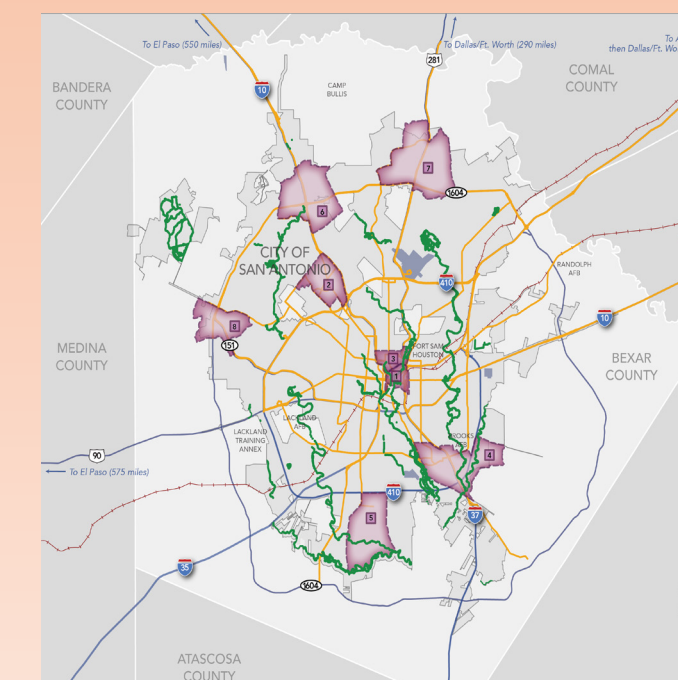 To El Paso (550 miles)
To Dallas/Ft. Worth (290 miles)
To
then Dallas/Ft. Wo
281
10
BANDERA
COUNTY
CAMP
BULLIS
COMAL
COUNTY
7
1604
6
CITY OF
SAN ANTONIO
2
410
RANDOLPH
AFB
8
151
10
MEDINA
COUNTY
3
FORT SAM
HOUSTON
1
BEXAR
COUNTY
LACKLAND
AFB
LACKLAND
TRAINING
ANNEX
BROOKS
AFB
4
90
To El Paso (575 miles)
410
5
37
35
1604
ATASCOSA
COUNTY